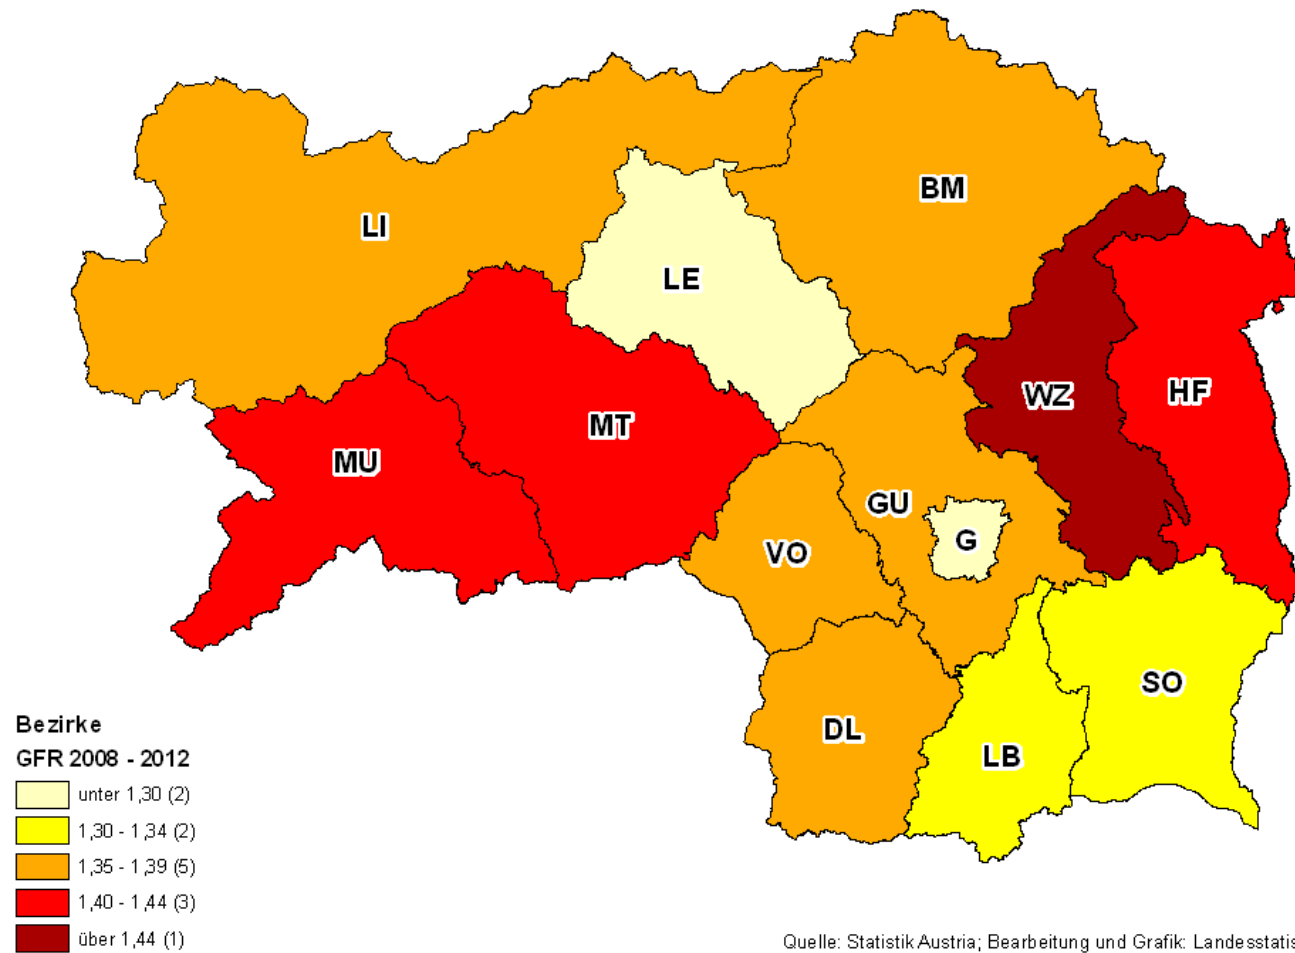 BM
LI
LE
WZ
HF
MT
MU
GU
G
VO
SO
DL
LB
Bezirke
GFR 2008 - 2012
unter 1,30 (2)
1,30 - 1,34 (2)
1,35 - 1,39 (5)
1,40 - 1,44 (3)
über 1,44 (1)
Quelle: Statistik Austria; Bearbeitung und Grafik: Landesstatis